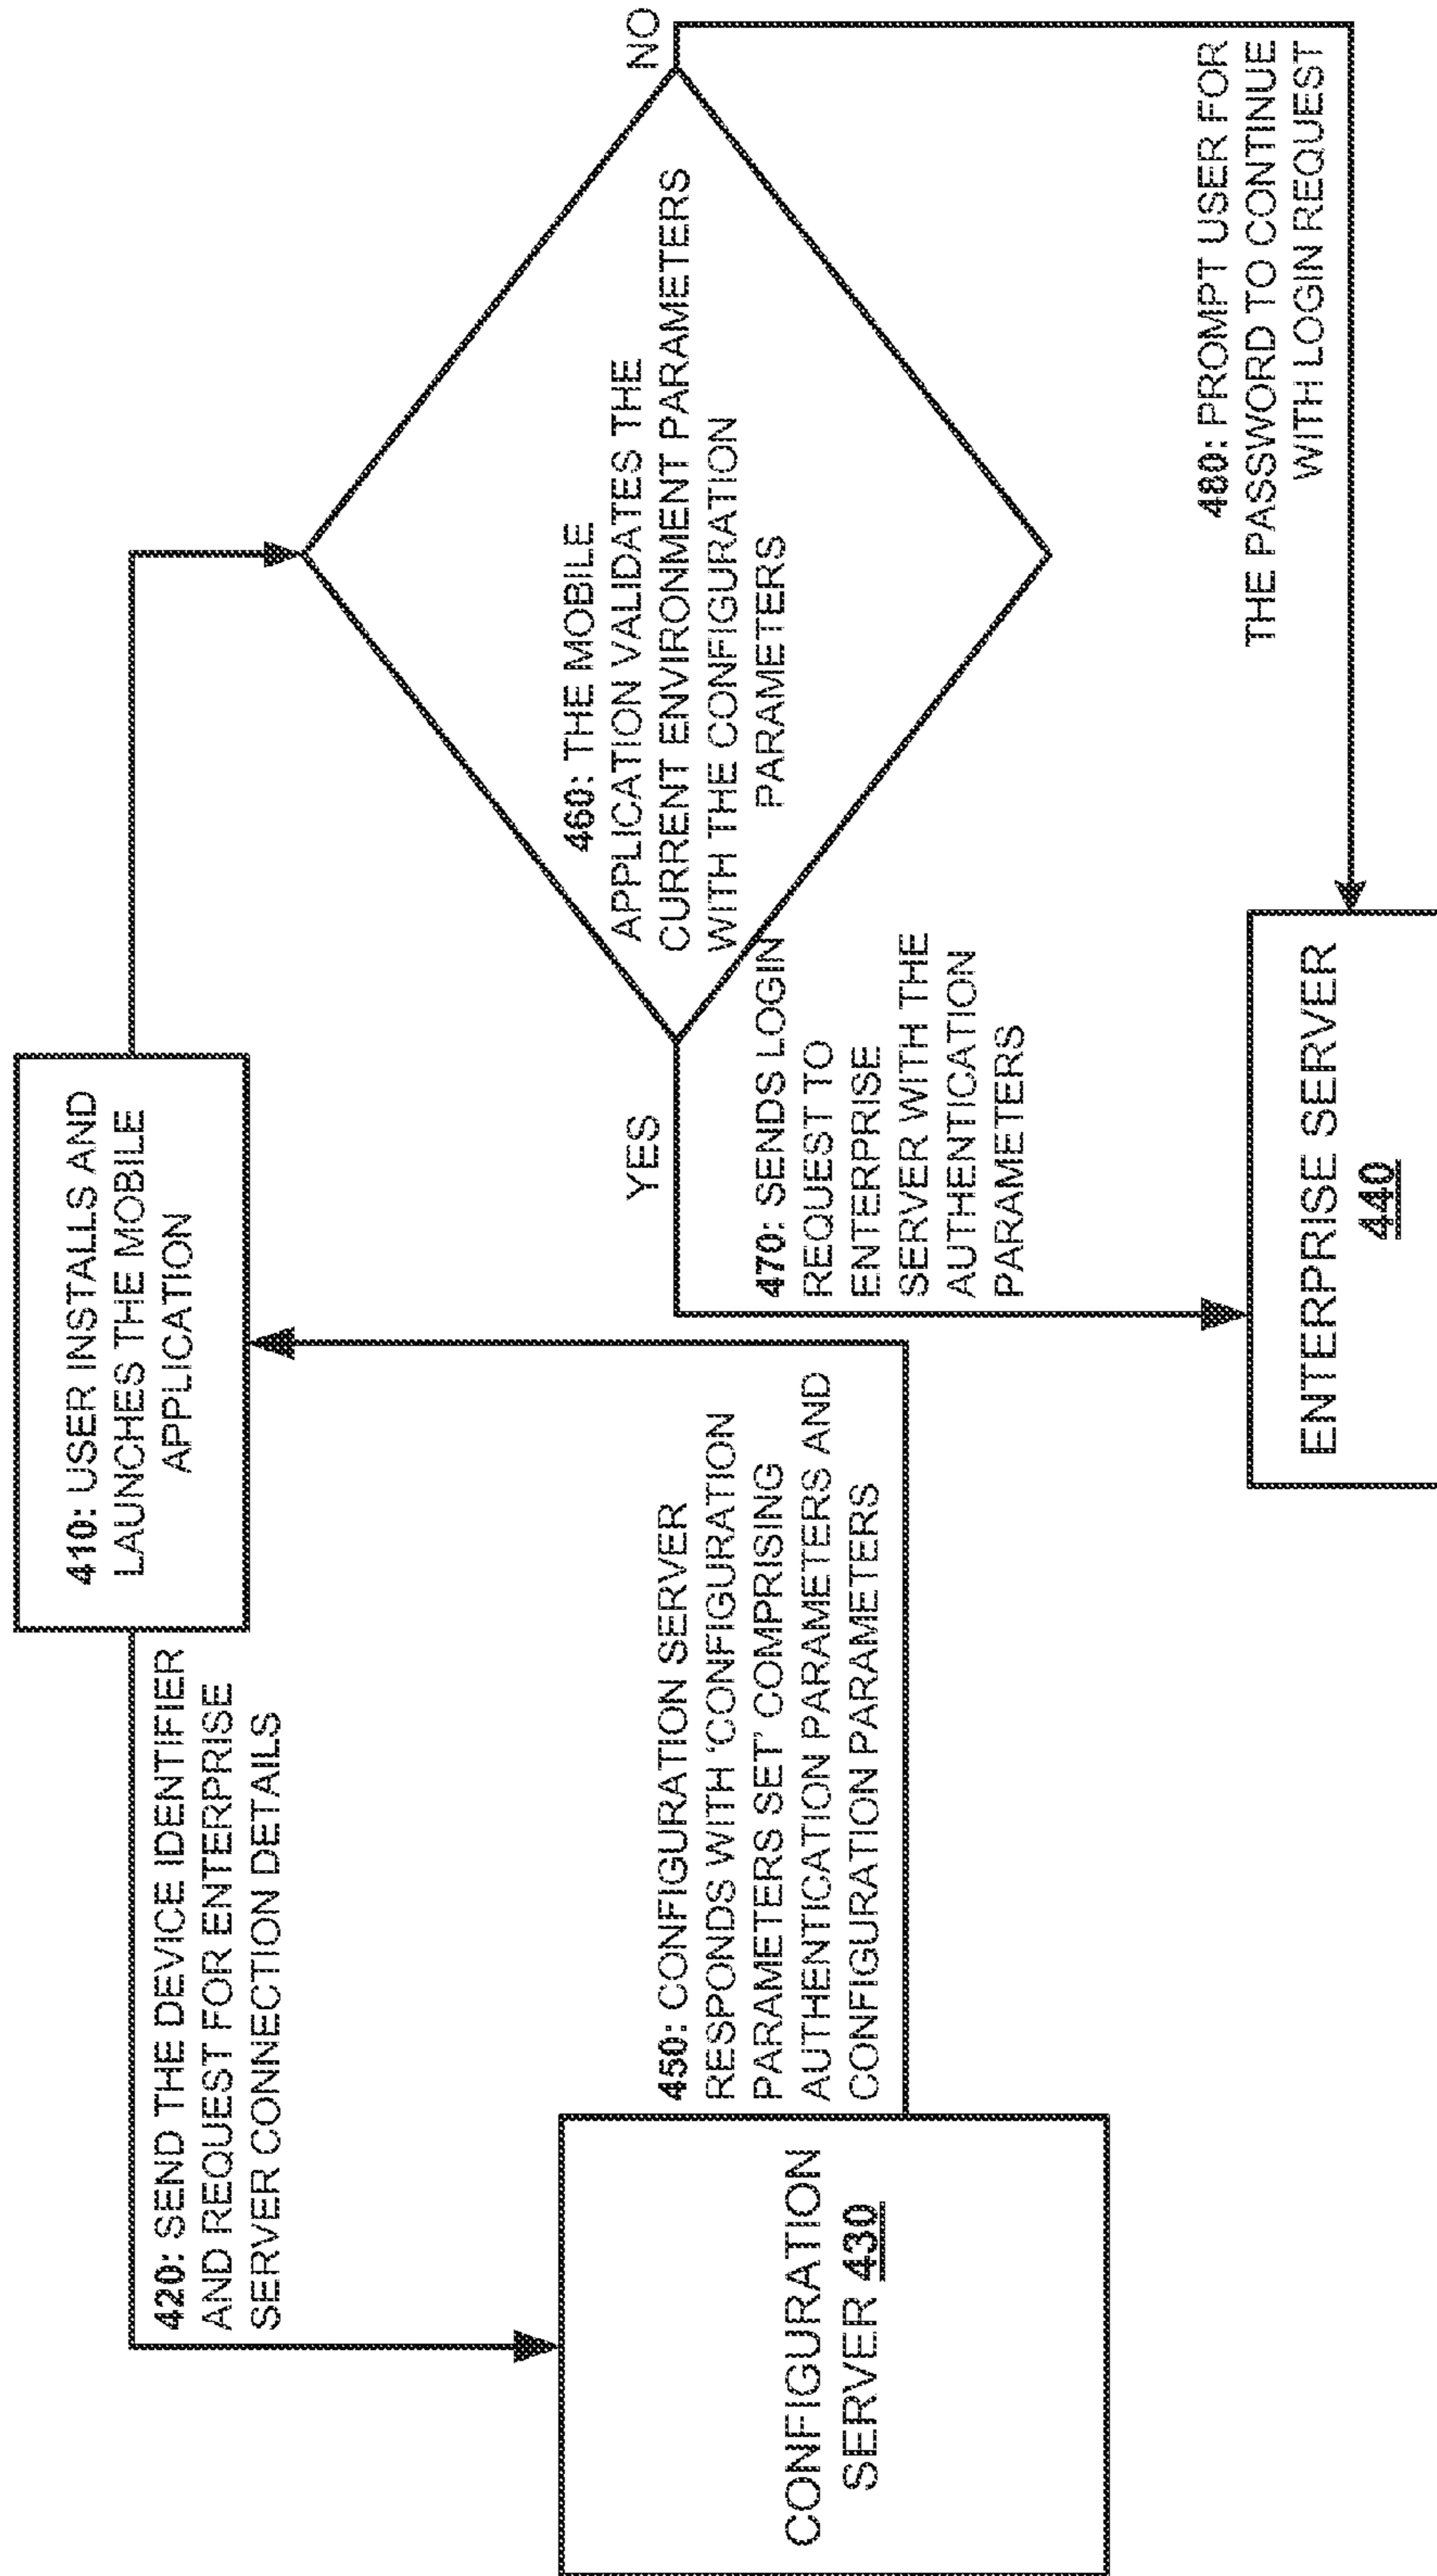 410: USER INSTALLS AND
LAUNCHES THE MOBILE
APPLICATION
420: SEND THE DEVICE IDENTIFIER
AND REQUEST FOR ENTERPRISE
SERVER CONNECTION DETAILS
CONFIGURATION
SERVER 430
450: CONFIGURATION SERVER
RESPONDS WITH ‘CONFIGURATION
PARAMETERS SET’ COMPRISING
AUTHENTICATION PARAMETERS AND
CONFIGURATION PARAMETERS
460: THE MOBILE
APPLICATION VALIDATES THE
CURRENT ENVIRONMENT PARAMETERS
WITH THE CONFIGURATION
PARAMETERS
YES
NO
470: SENDS LOGIN
REQUEST TO
ENTERPRISE
SERVER WITH THE
AUTHENTICATION
PARAMETERS
480: PROMPT USER FOR
THE PASSWORD TO CONTINUE
WITH LOGIN REQUEST
ENTERPRISE SERVER
440